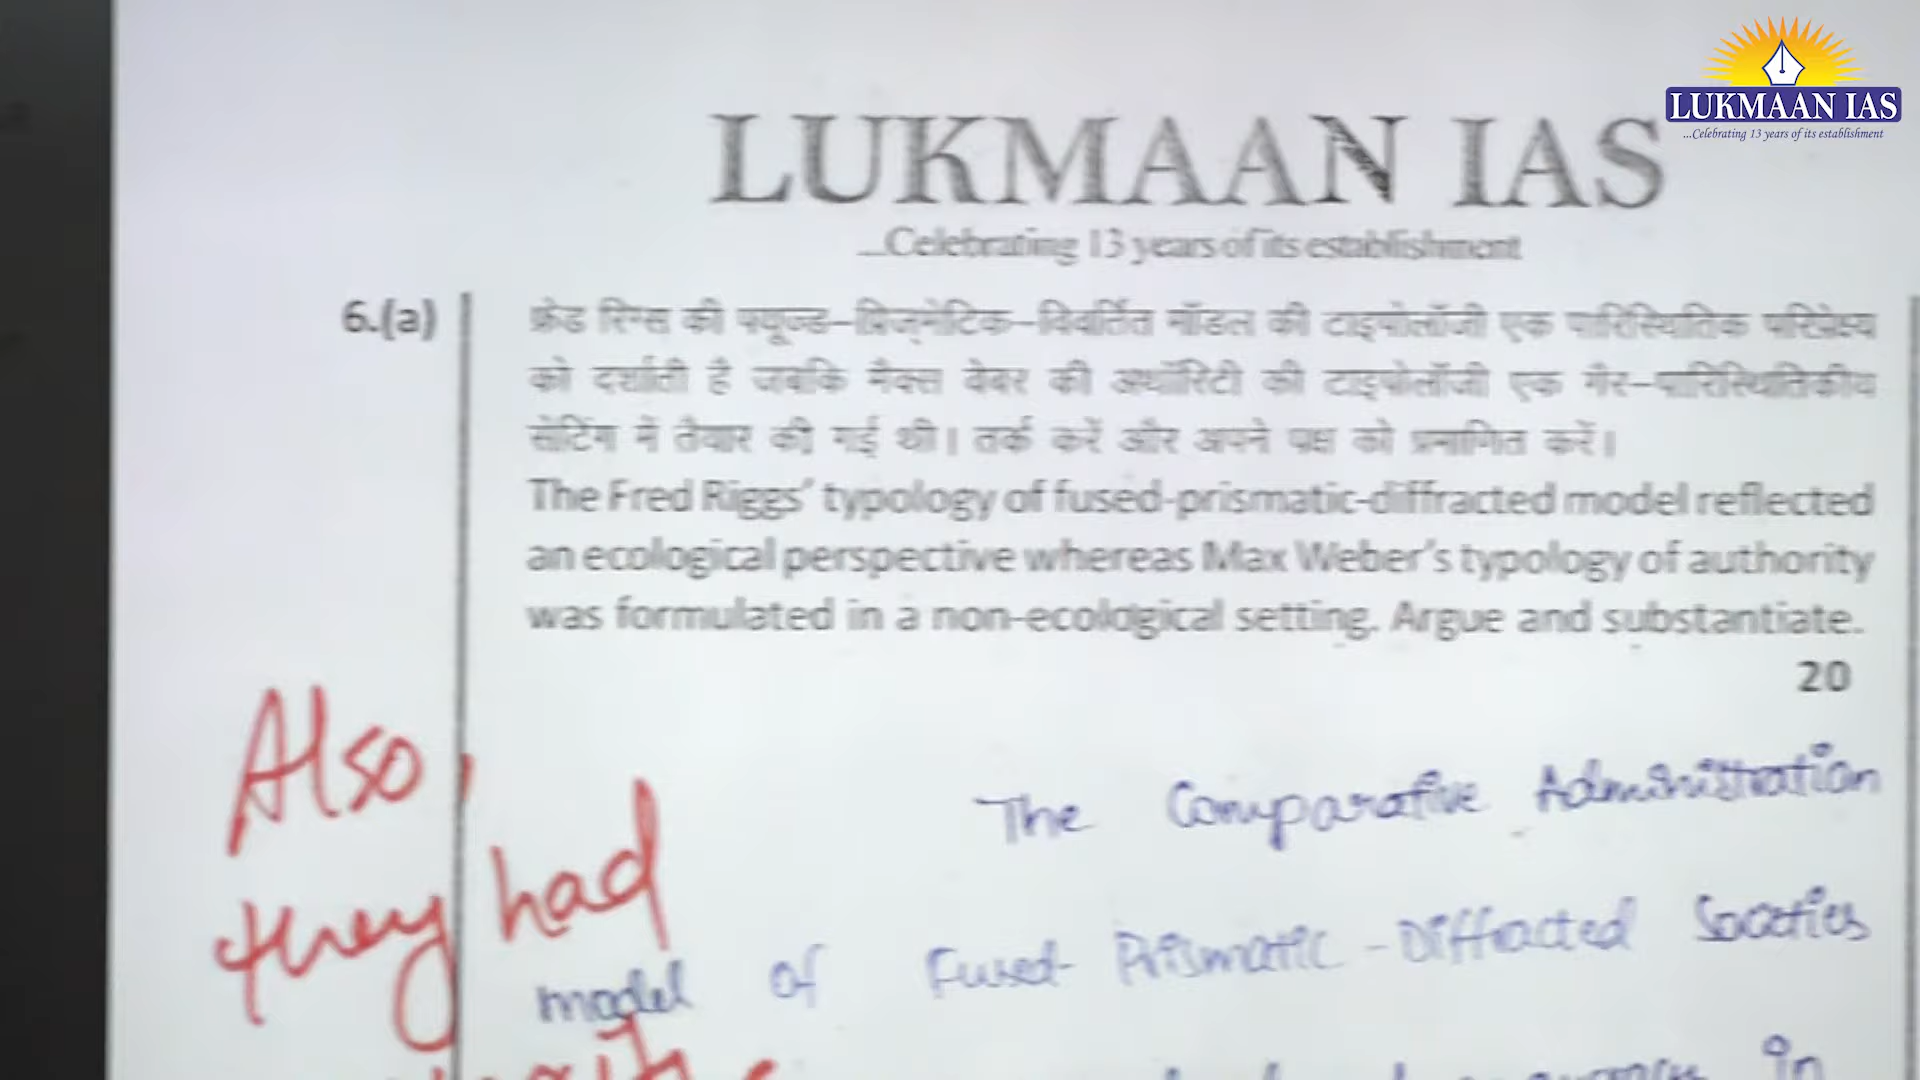 LUKMAAN IAS
...Celebrating 13 years of its establishment
LUKMAAN IAS
...Celebrating 13 years of its establishment
6.(a)
फ्रेड रिग्स की फ्यूज्ड–प्रिज्मेटिक–विवर्तित मॉडल की टाइपोलॉजी एक पारिस्थितिक परिप्रेक्ष्य
को दर्शाती है जबकि मैक्स वेबर की अथॉरिटी की टाइपोलॉजी एक गैर–पारिस्थितिकीय
सेटिंग में तैयार की गई थी। तर्क करें और अपने पक्ष को प्रमाणित करें।
The Fred Riggs' typology of fused-prismatic-diffracted model reflected
an ecological perspective whereas Max Weber's typology of authority
was formulated in a non-ecological setting. Argue and substantiate.
20
Also,
they had
The Comparative Administration
model of Fused-Prismatic-Diffracted Societies
in